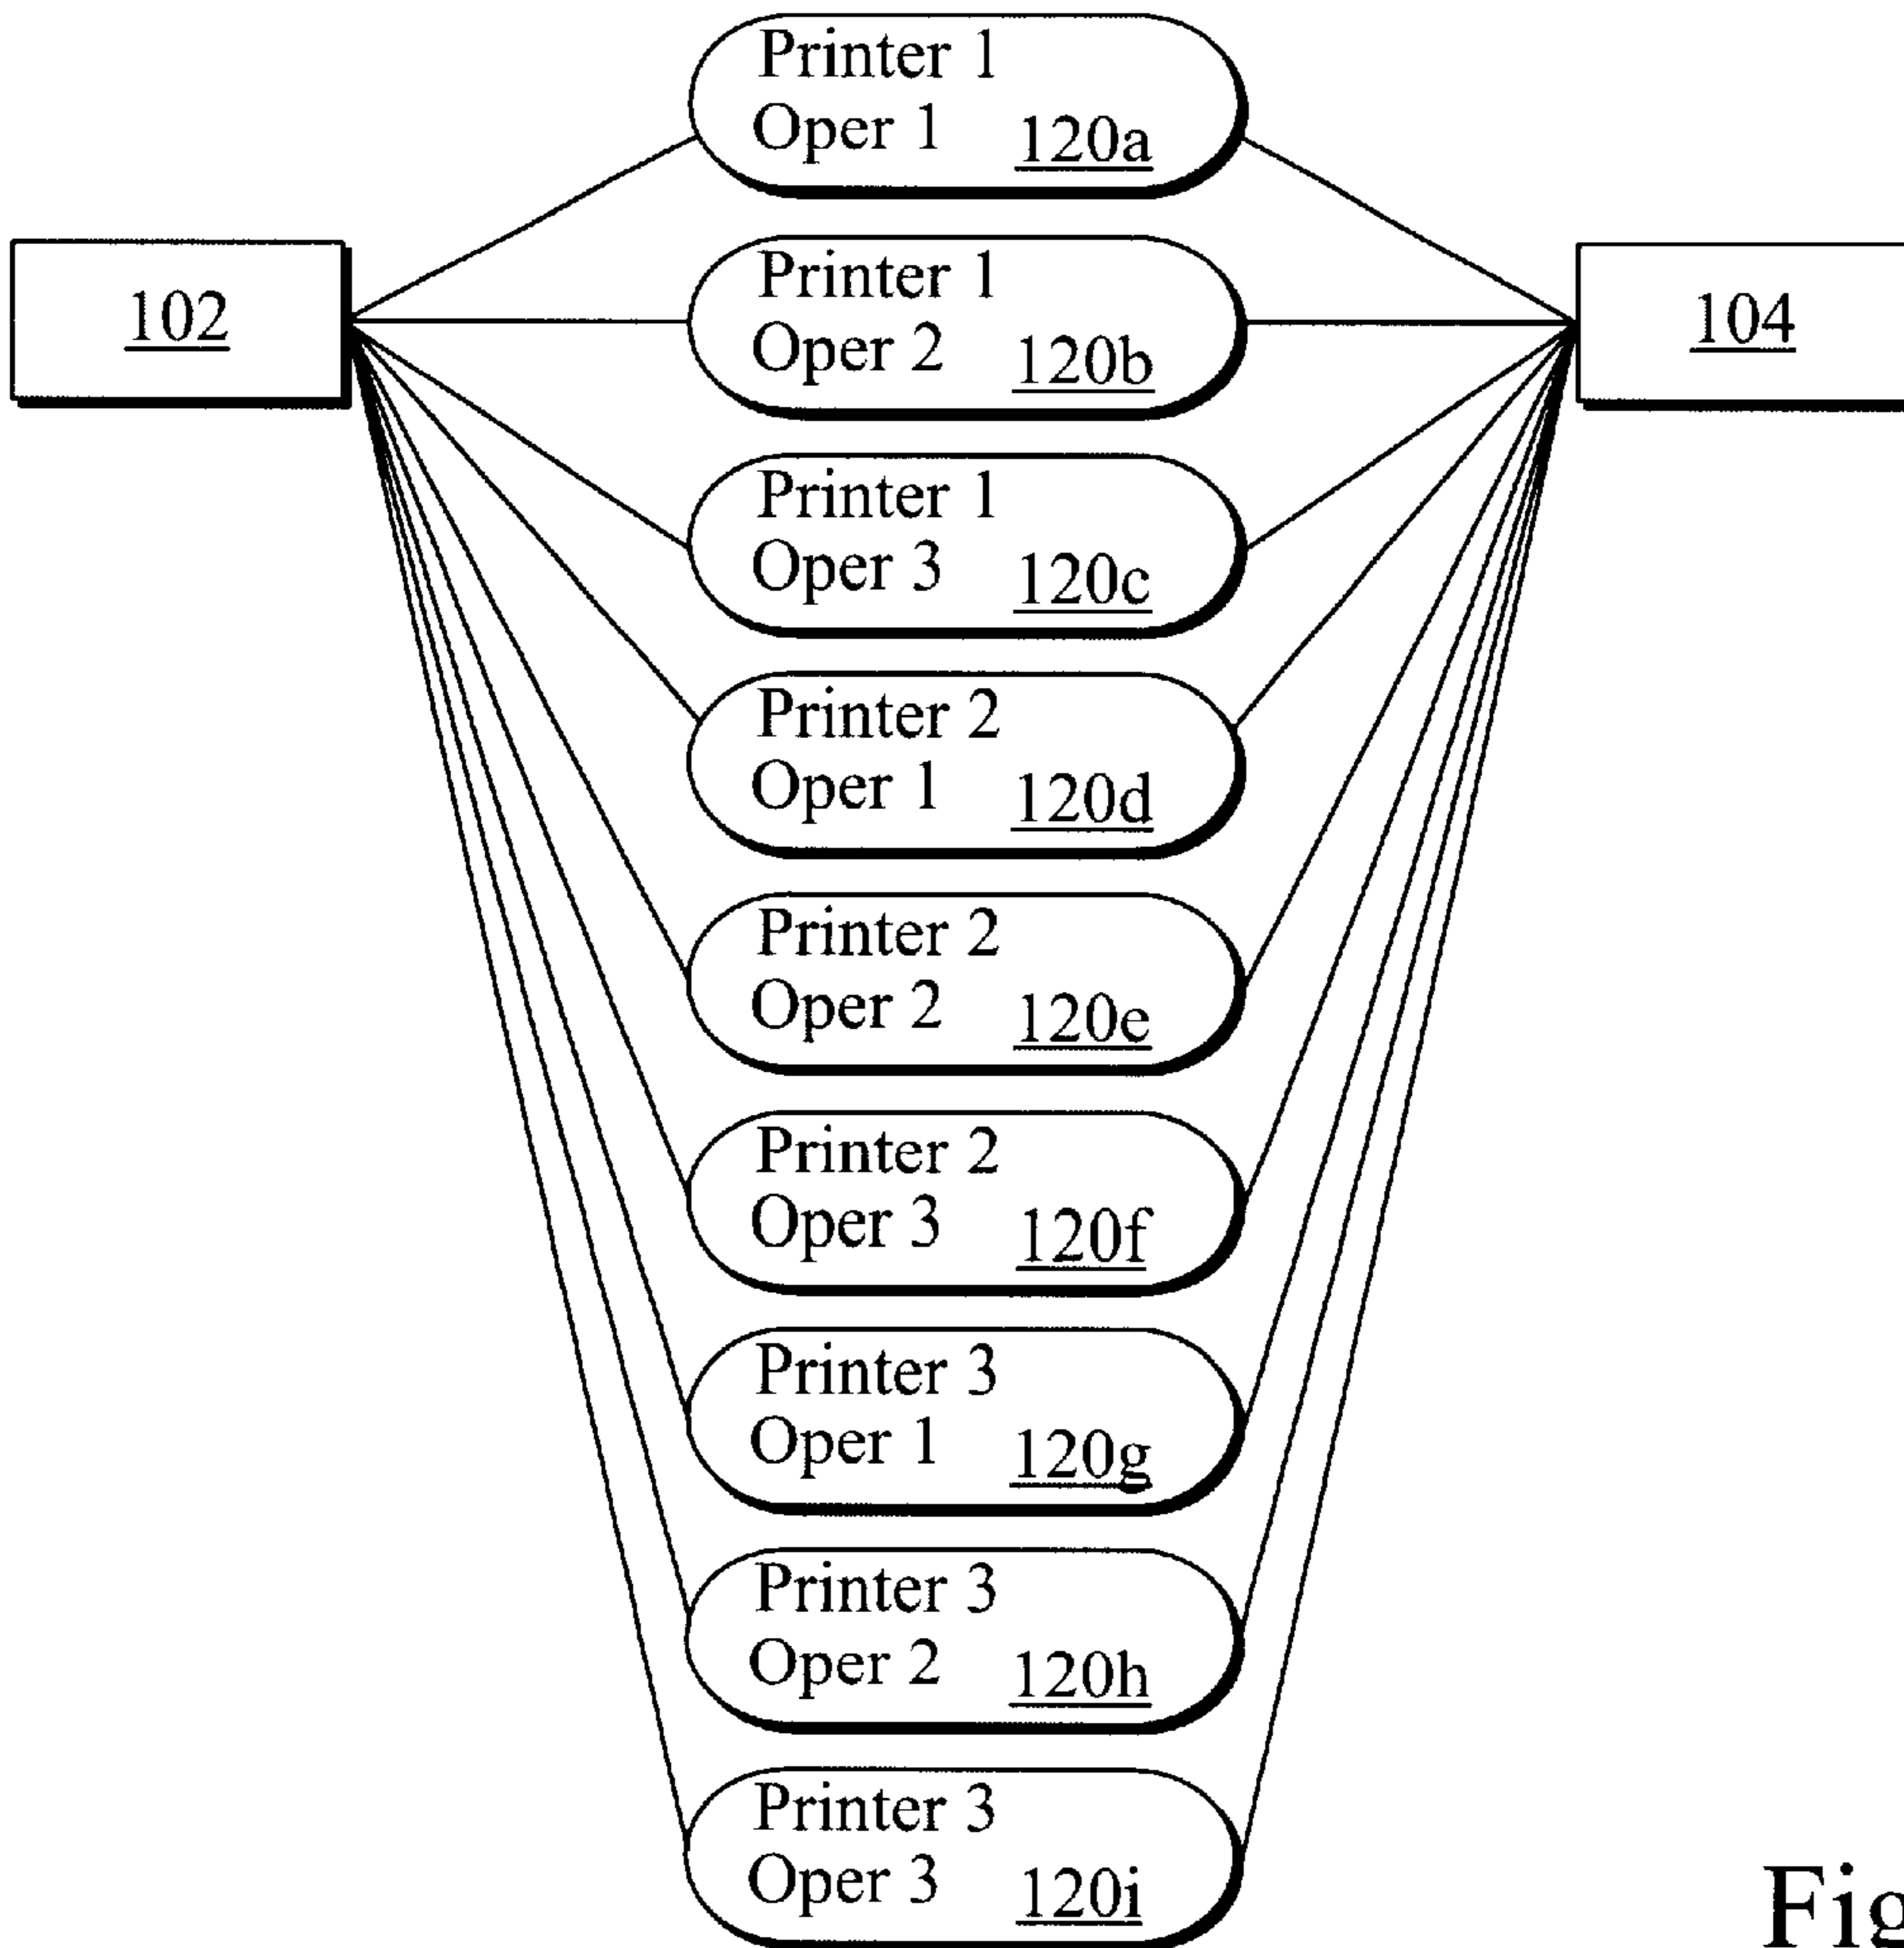 Printer 1
Oper 1 120a
102
Printer 1
Oper 2 120b
104
Printer 1
Oper 3 120c
Printer 2
Oper 1 120d
Printer 2
Oper 2 120e
Printer 2
Oper 3 120f
Printer 3
Oper 1 120g
Printer 3
Oper 2 120h
Printer 3
Oper 3 120i
Fig